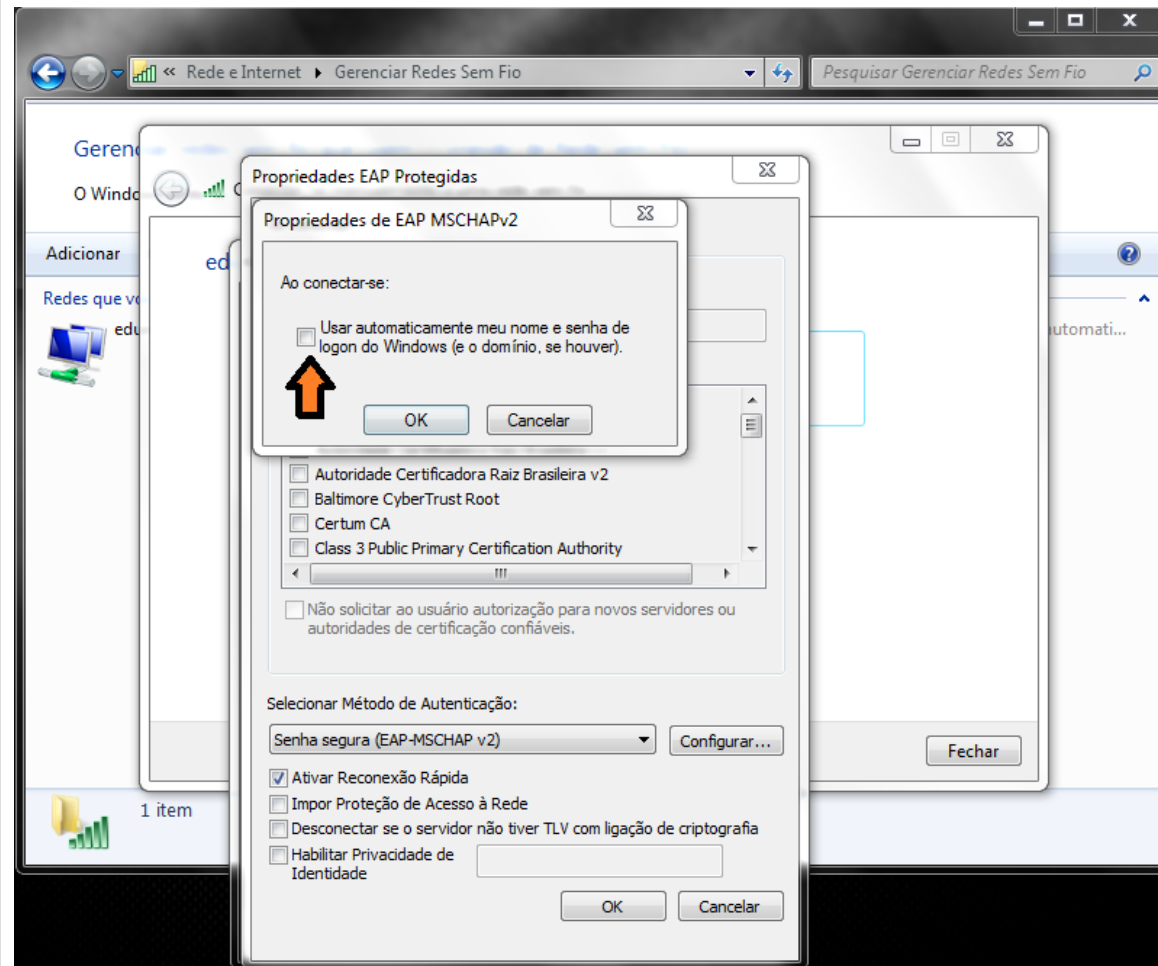 « Rede e Internet ▸ Gerenciar Redes Sem Fio
Pesquisar Gerenciar Redes Sem Fio
Geren
O Windo
Adicionar
Redes que vo
edu
utomati...
ed
Propriedades EAP Protegidas
Propriedades de EAP MSCHAPv2
Ao conectar-se:
Usar automaticamente meu nome e senha de
logon do Windows (e o domínio, se houver).
OK
Cancelar
Autoridade Certificadora Raiz Brasileira v2
Baltimore CyberTrust Root
Certum CA
Class 3 Public Primary Certification Authority
Não solicitar ao usuário autorização para novos servidores ou
autoridades de certificação confiáveis.
Selecionar Método de Autenticação:
Senha segura (EAP-MSCHAP v2)
Configurar...
Ativar Reconexão Rápida
Impor Proteção de Acesso à Rede
Desconectar se o servidor não tiver TLV com ligação de criptografia
Habilitar Privacidade de
Identidade
OK
Cancelar
Fechar
1 item